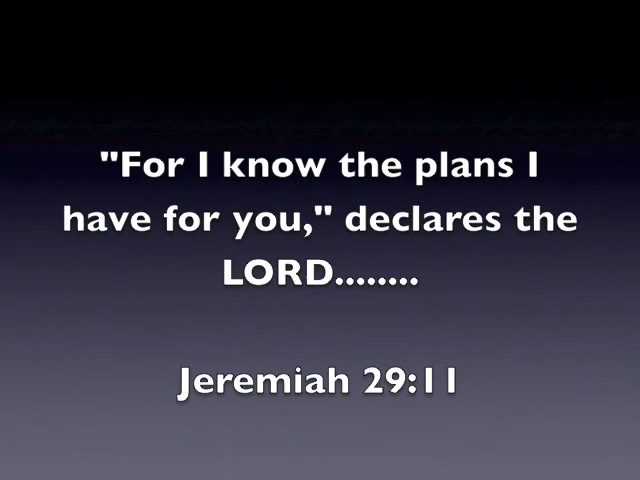 "For I know the plans I
have for you," declares the
LORD........
Jeremiah 29:11